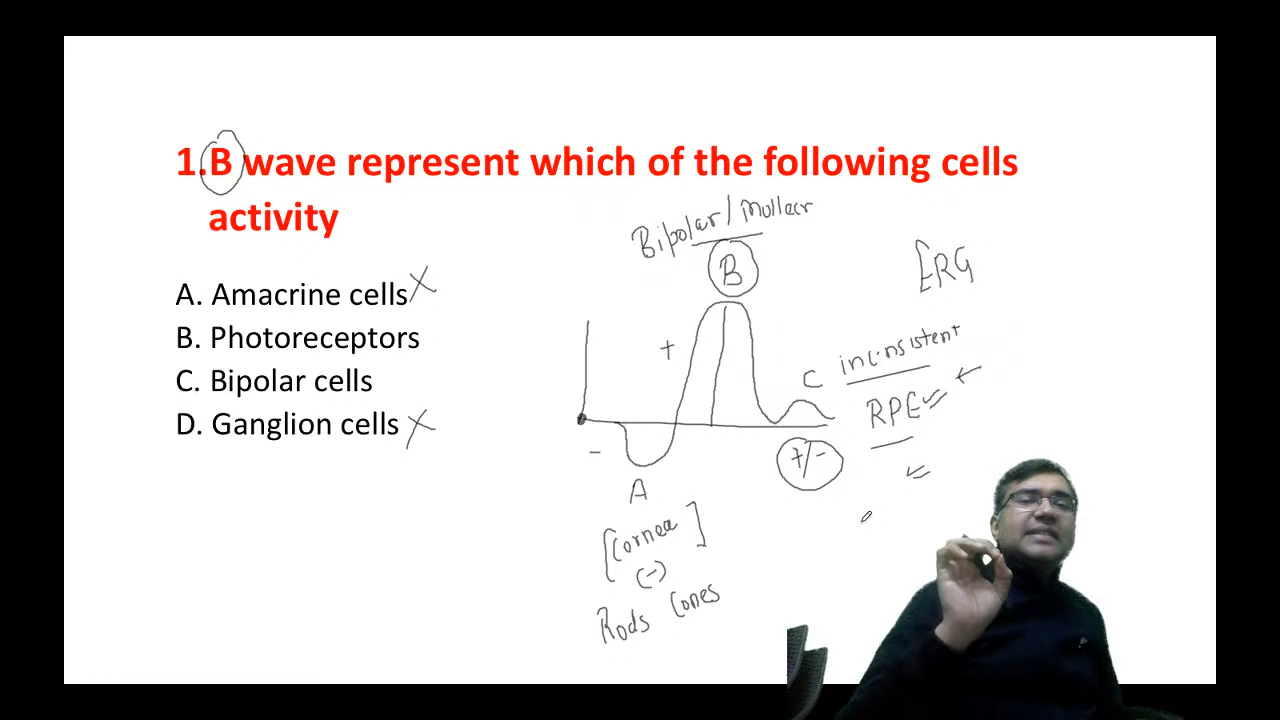 1.B wave represent which of the following cells
activity
Bipolar/Mullaer
B
ERG
A. Amacrine cells X
B. Photoreceptors
C. Bipolar cells
D. Ganglion cells X
+
inconsistent
C
RPE
-
+/-
A
[Cornea]
(-)
Rods Cones